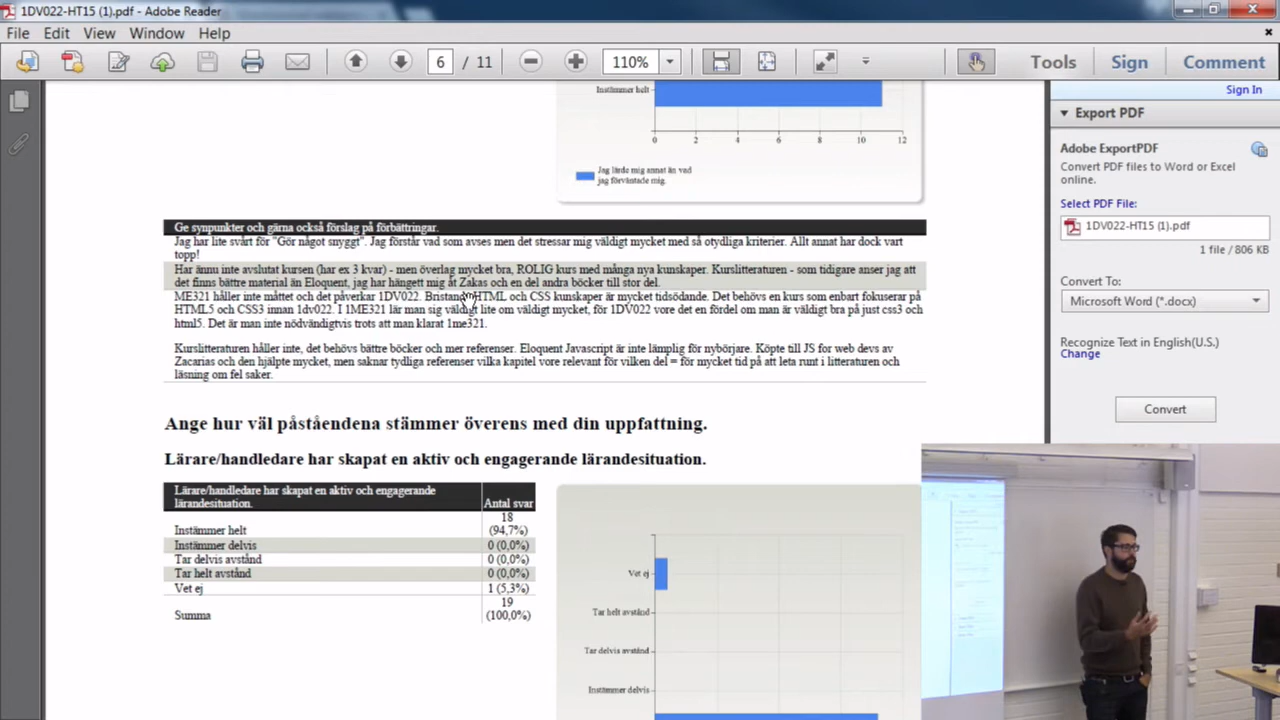 1DV022-HT15 (1).pdf - Adobe Reader
File Edit View Window Help
6 / 11 110% Tools Sign Comment
Sign In
Instämmer helt
0 2 4 6 8 10 12
Jag lärde mig annat än vad
jag förväntade mig.
Ge synpunkter och gärna också förslag på förbättringar.
Jag har lite svårt för "Gör något snyggt". Jag förstår vad som avses men det stressar mig väldigt mycket med så otydliga kriterier. Allt annat har dock vart
topp!
Har ännu inte avslutat kursen (har ex 3 kvar) - men överlag mycket bra, ROLIG kurs med många nya kunskaper. Kurslitteraturen - som tidigare anser jag att
det finns bättre material än Eloquent, jag har hängett mig åt Zakas och en del andra böcker till stor del.
ME321 håller inte måttet och det påverkar 1DV022. Bristande HTML och CSS kunskaper är mycket tidsödande. Det behövs en kurs som enbart fokuserar på
HTML5 och CSS3 innan 1dv022. I 1ME321 lär man sig väldigt lite om väldigt mycket, för 1DV022 vore det en fördel om man är väldigt bra på just css3 och
html5. Det är man inte nödvändigtvis trots att man klarat 1me321.
Kurslitteraturen håller inte, det behövs bättre böcker och mer referenser. Eloquent Javascript är inte lämplig för nybörjare. Köpte till JS for web devs av
Zacarias och den hjälpte mycket, men saknar tydliga referenser vilka kapitel vore relevant för vilken del = för mycket tid på att leta runt i litteraturen och
läsning om fel saker.
Ange hur väl påståendena stämmer överens med din uppfattning.
Lärare/handledare har skapat en aktiv och engagerande lärandesituation.
Lärare/handledare har skapat en aktiv och engagerande
lärandesituation. Antal svar
18
Instämmer helt (94,7%)
Instämmer delvis 0 (0,0%)
Tar delvis avstånd 0 (0,0%)
Tar helt avstånd 0 (0,0%)
Vet ej 1 (5,3%)
19
Summa (100,0%)
Vet ej
Tar helt avstånd
Tar delvis avstånd
Instämmer delvis
Export PDF
Adobe ExportPDF
Convert PDF files to Word or Excel
online.
Select PDF File:
1DV022-HT15 (1).pdf
1 file / 806 KB
Convert To:
Microsoft Word (*.docx)
Recognize Text in English(U.S.)
Change
Convert